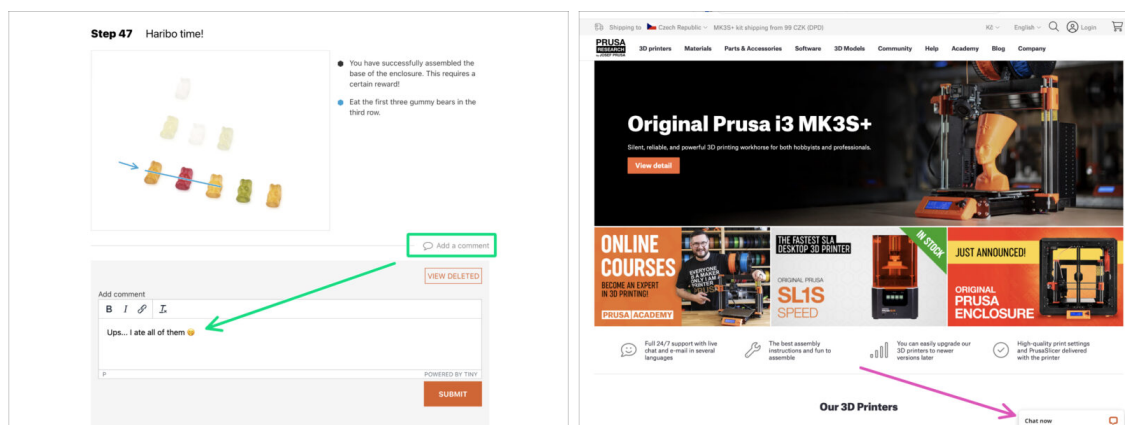 Step 47 Haribo time!
You have successfully assembled the
base of the enclosure. This requires a
certain reward!
Eat the first three gummy bears in the
third row.
Add a comment
VIEW DELETED
Add comment
B I
Ups... I ate all of them
P
POWERED BY TINY
SUBMIT
Shipping to Czech Republic MK3S+ kit shipping from 99 CZK (DPD)
Kč English Login
PRUSA
RESEARCH
by JOSEF PRUSA
3D printers Materials Parts & Accessories Software 3D Models Community Help Academy Blog Company
Original Prusa i3 MK3S+
Silent, reliable, and powerful 3D printing workhorse for both hobbyists and professionals.
View detail
ONLINE
COURSES
BECOME AN EXPERT
IN 3D PRINTING!
PRUSA ACADEMY
EVERYONE
IS A MAKER
THE FASTEST SLA
DESKTOP 3D PRINTER
IN STOCK
ORIGINAL PRUSA
SL1S
SPEED
JUST ANNOUNCED!
ORIGINAL
PRUSA
ENCLOSURE
Full 24/7 support with live
chat and e-mail in several
languages
The best assembly
instructions and fun to
assemble
You can easily upgrade our
3D printers to newer
versions later
High-quality print settings
and PrusaSlicer delivered
with the printer
Our 3D Printers
Chat now